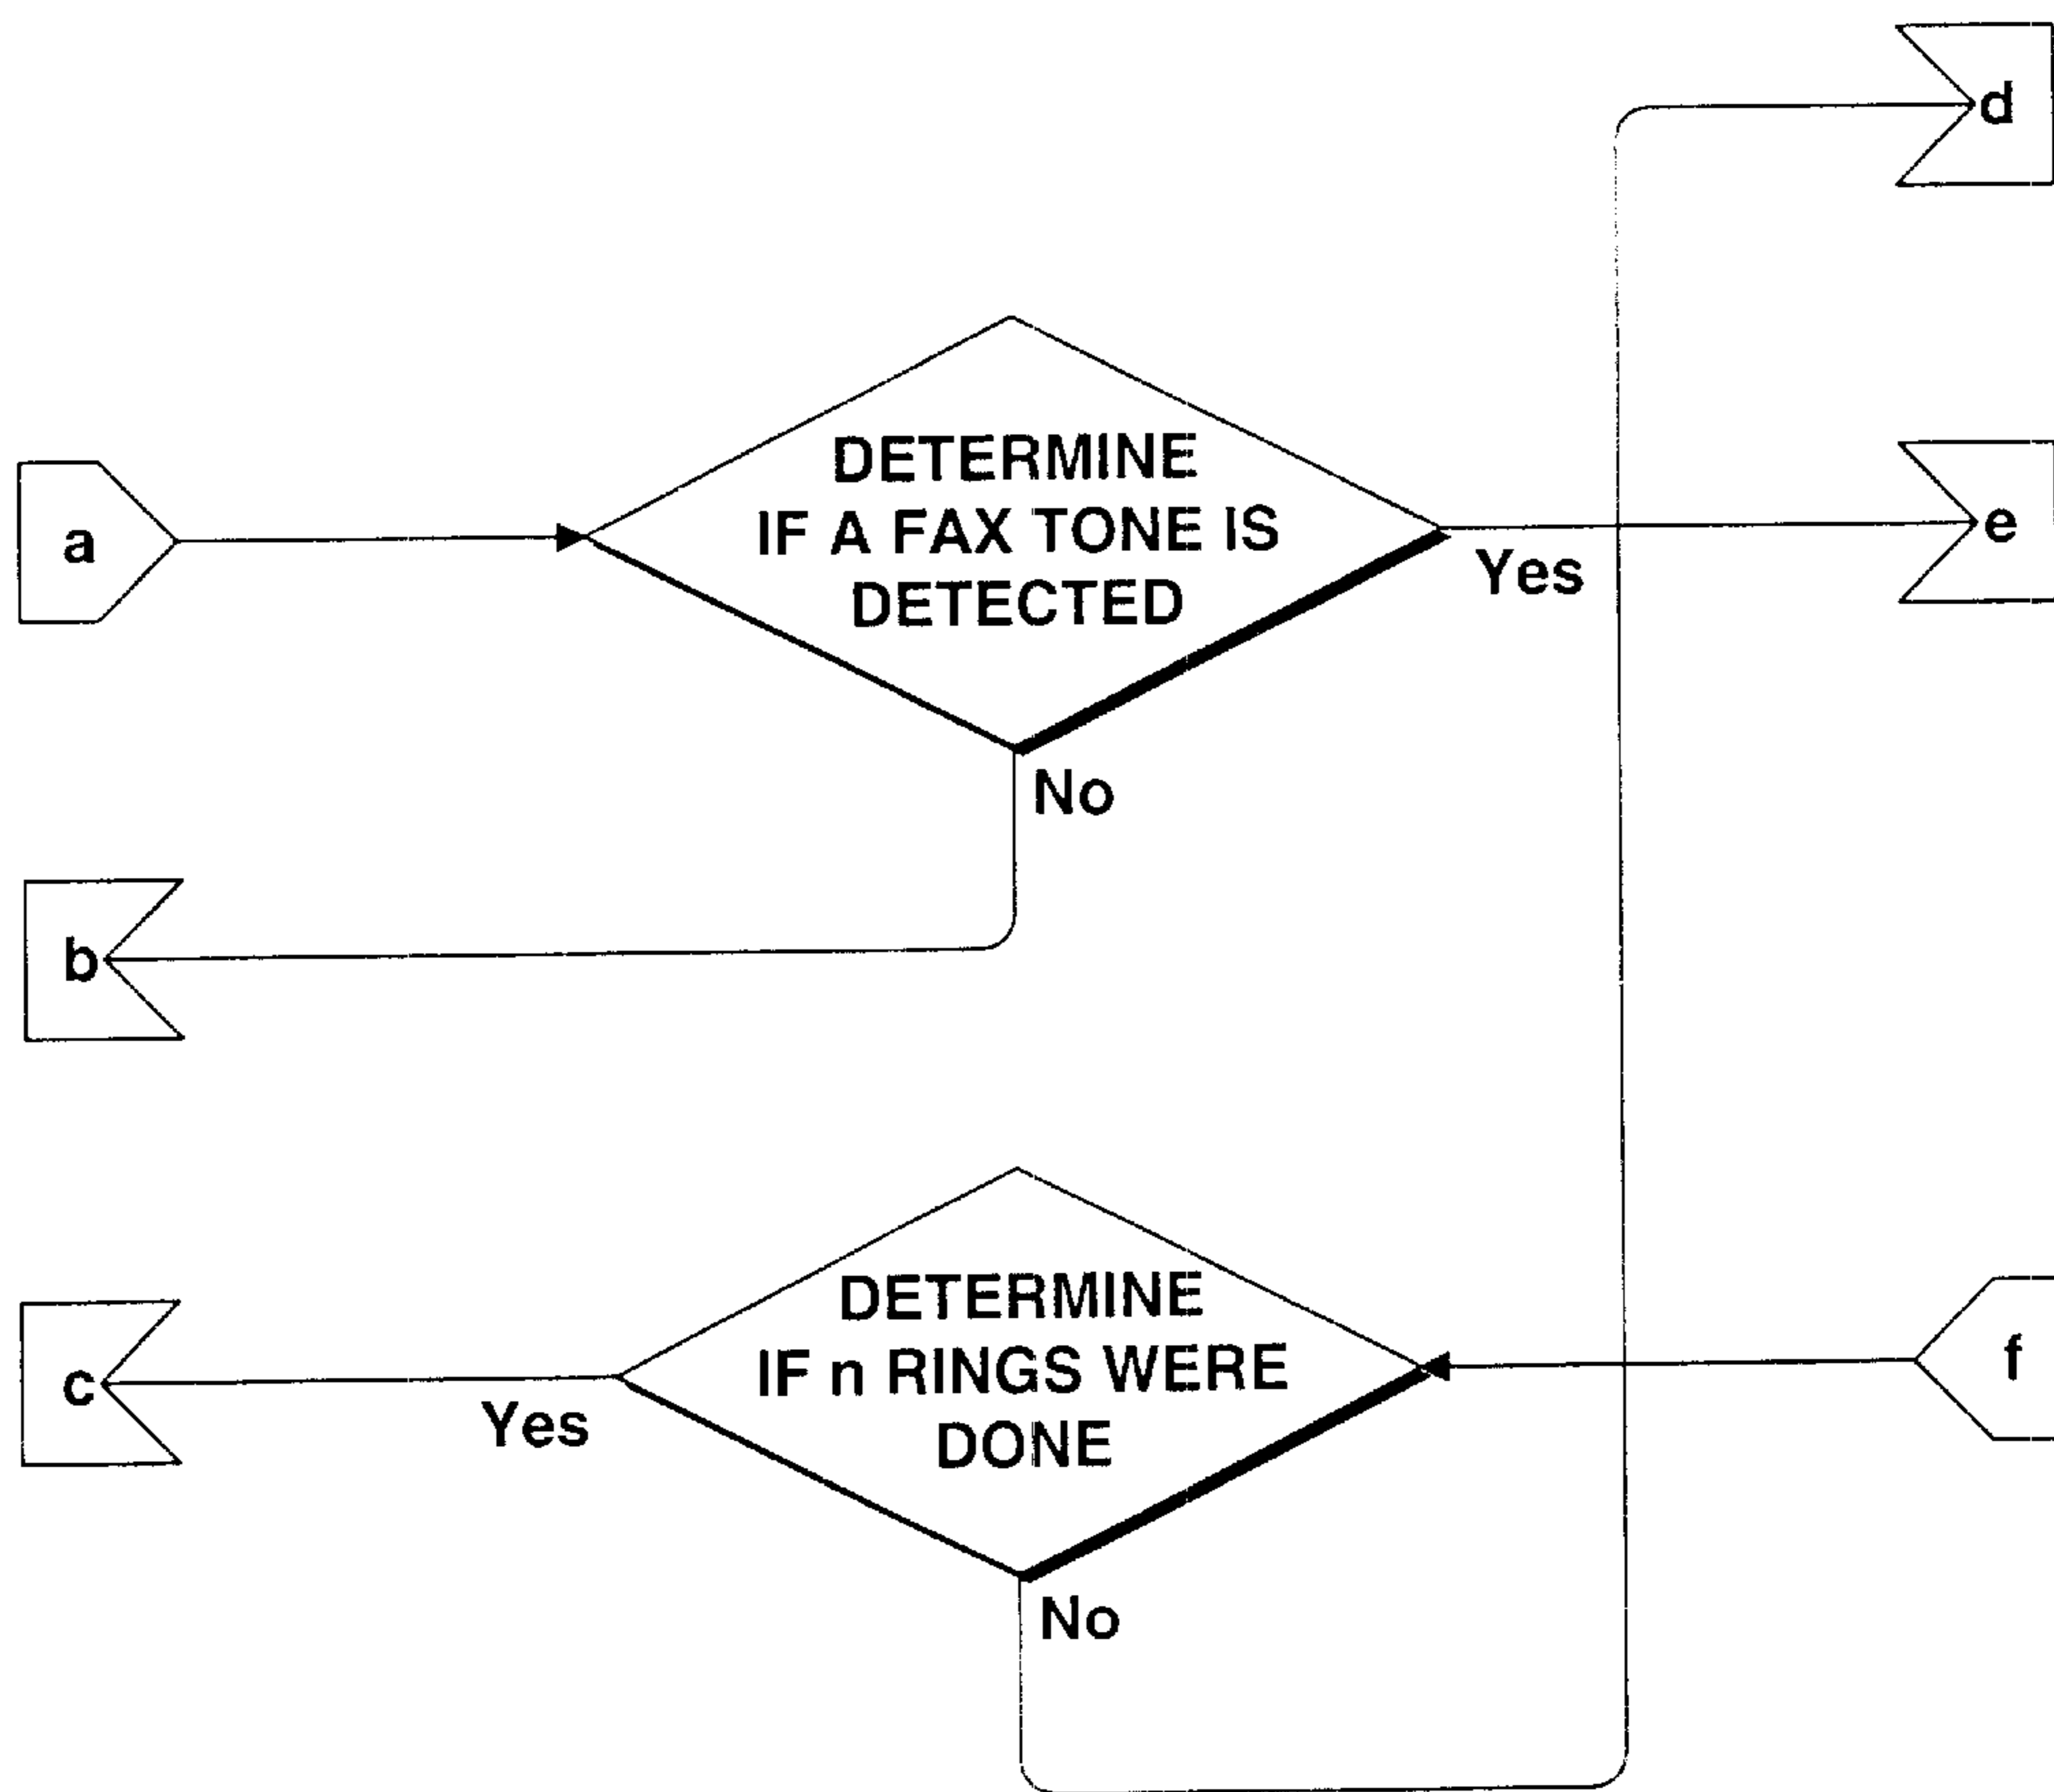 d
DETERMINE
IF A FAX TONE IS
DETECTED
a
e
Yes
No
b
DETERMINE
IF n RINGS WERE
DONE
f
c
Yes
No